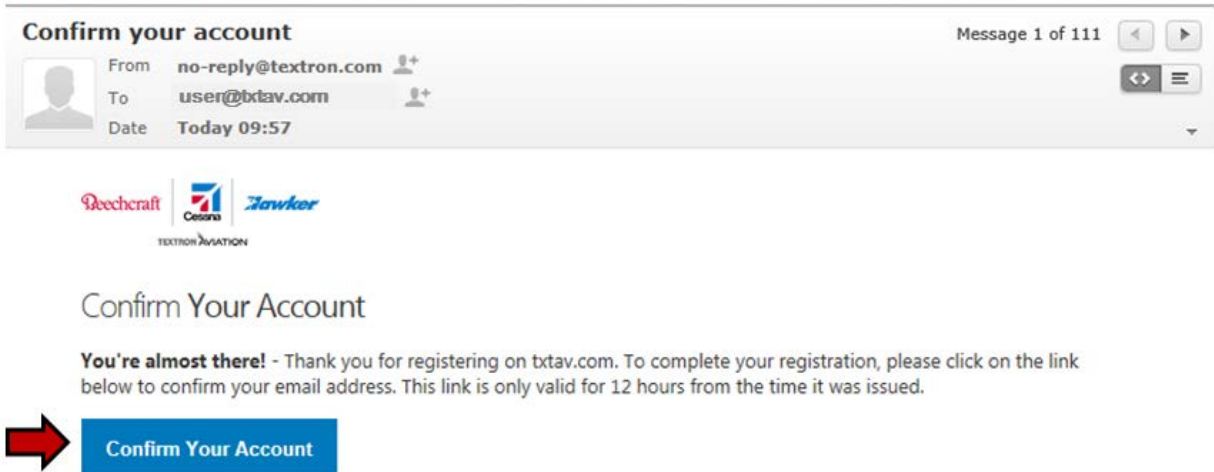 Confirm your account
Message 1 of 111
From no-reply@textron.com
To user@txtav.com
Date Today 09:57
Beechcraft Cessna Hawker
TEXTRON AVIATION
Confirm Your Account
You're almost there! - Thank you for registering on txtav.com. To complete your registration, please click on the link
below to confirm your email address. This link is only valid for 12 hours from the time it was issued.
Confirm Your Account